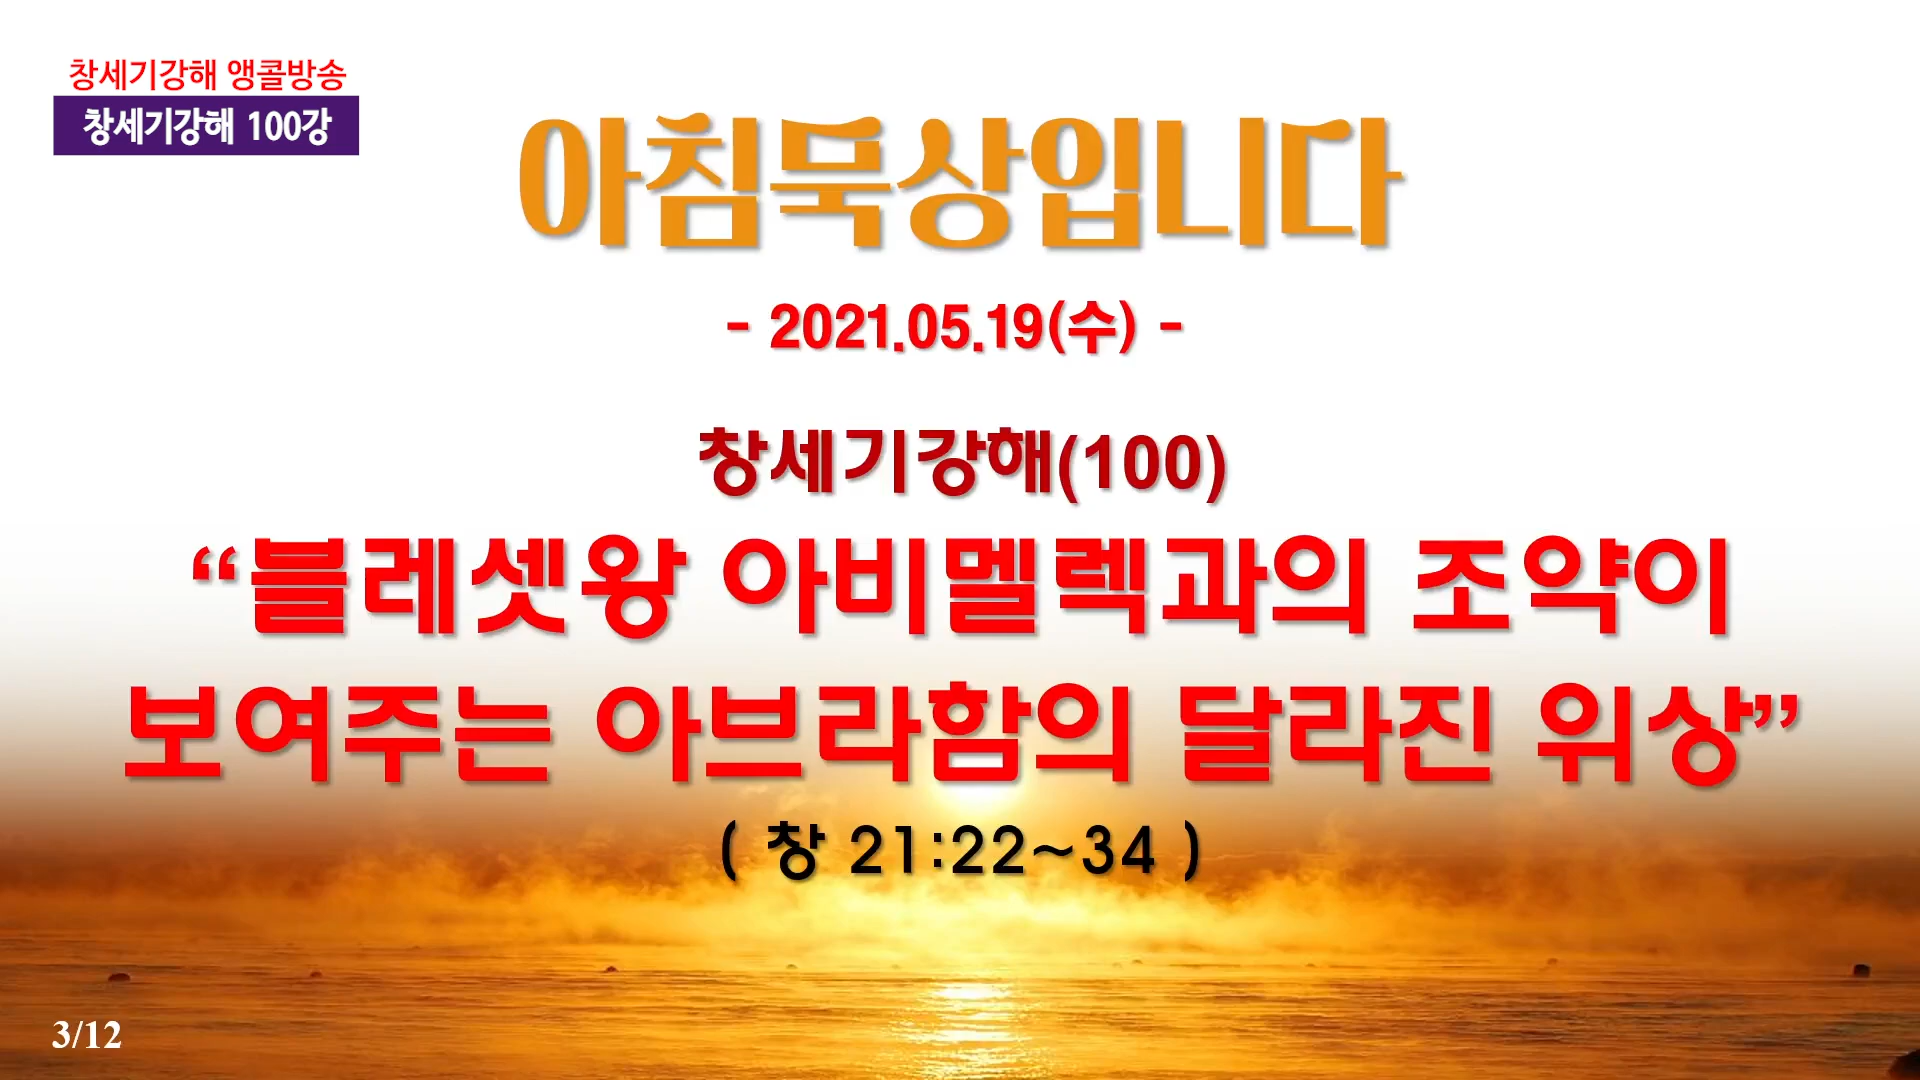 창세기강해 앵콜방송
창세기강해 100강
아침묵상입니다
- 2021.05.19(수) -
창세기강해(100)
“블레셋왕 아비멜렉과의 조약이
보여주는 아브라함의 달라진 위상”
( 창 21:22~34 )
3/12